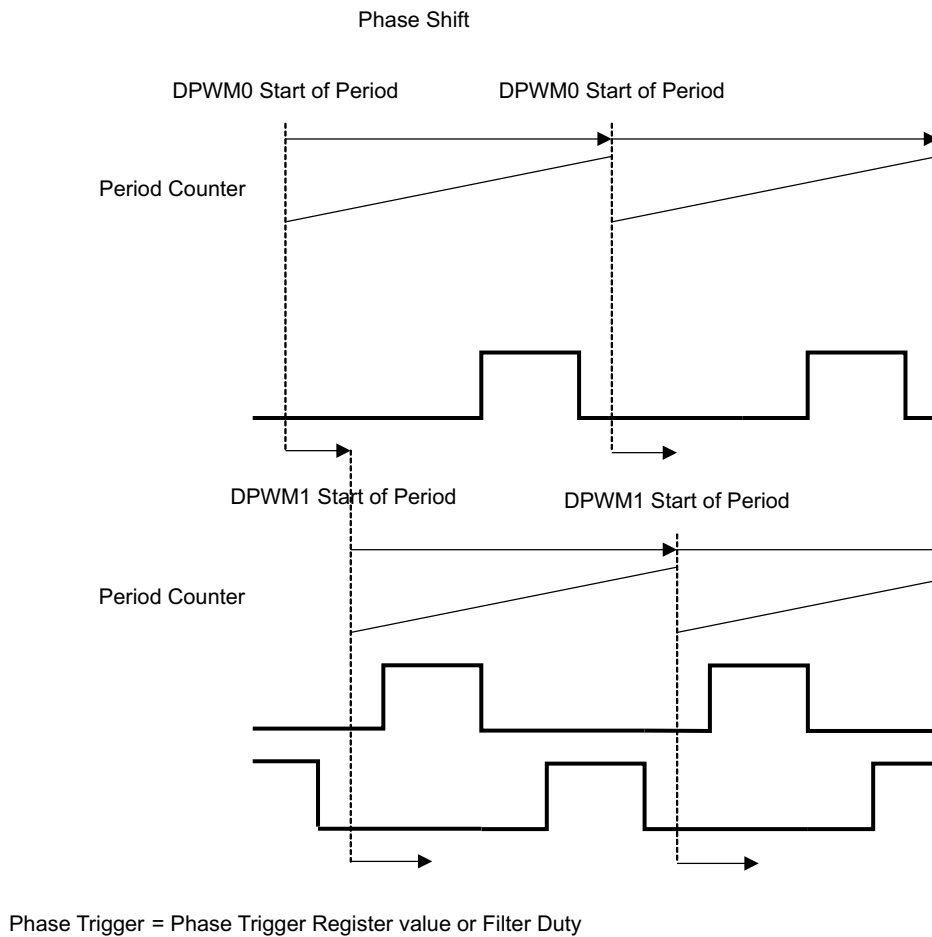 Phase Shift
DPWM0 Start of Period
DPWM0 Start of Period
Period Counter
DPWM1 Start of Period
DPWM1 Start of Period
Period Counter
Phase Trigger = Phase Trigger Register value or Filter Duty